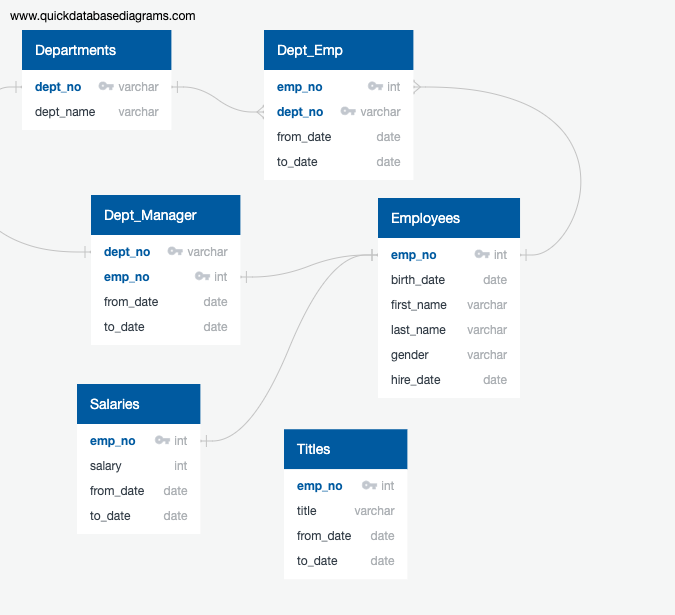 www.quickdatabasediagrams.com
Departments
dept_no varchar
dept_name varchar
Dept_Emp
emp_no int
dept_no varchar
from_date date
to_date date
Dept_Manager
dept_no varchar
emp_no int
from_date date
to_date date
Employees
emp_no int
birth_date date
first_name varchar
last_name varchar
gender varchar
hire_date date
Salaries
emp_no int
salary int
from_date date
to_date date
Titles
emp_no int
title varchar
from_date date
to_date date